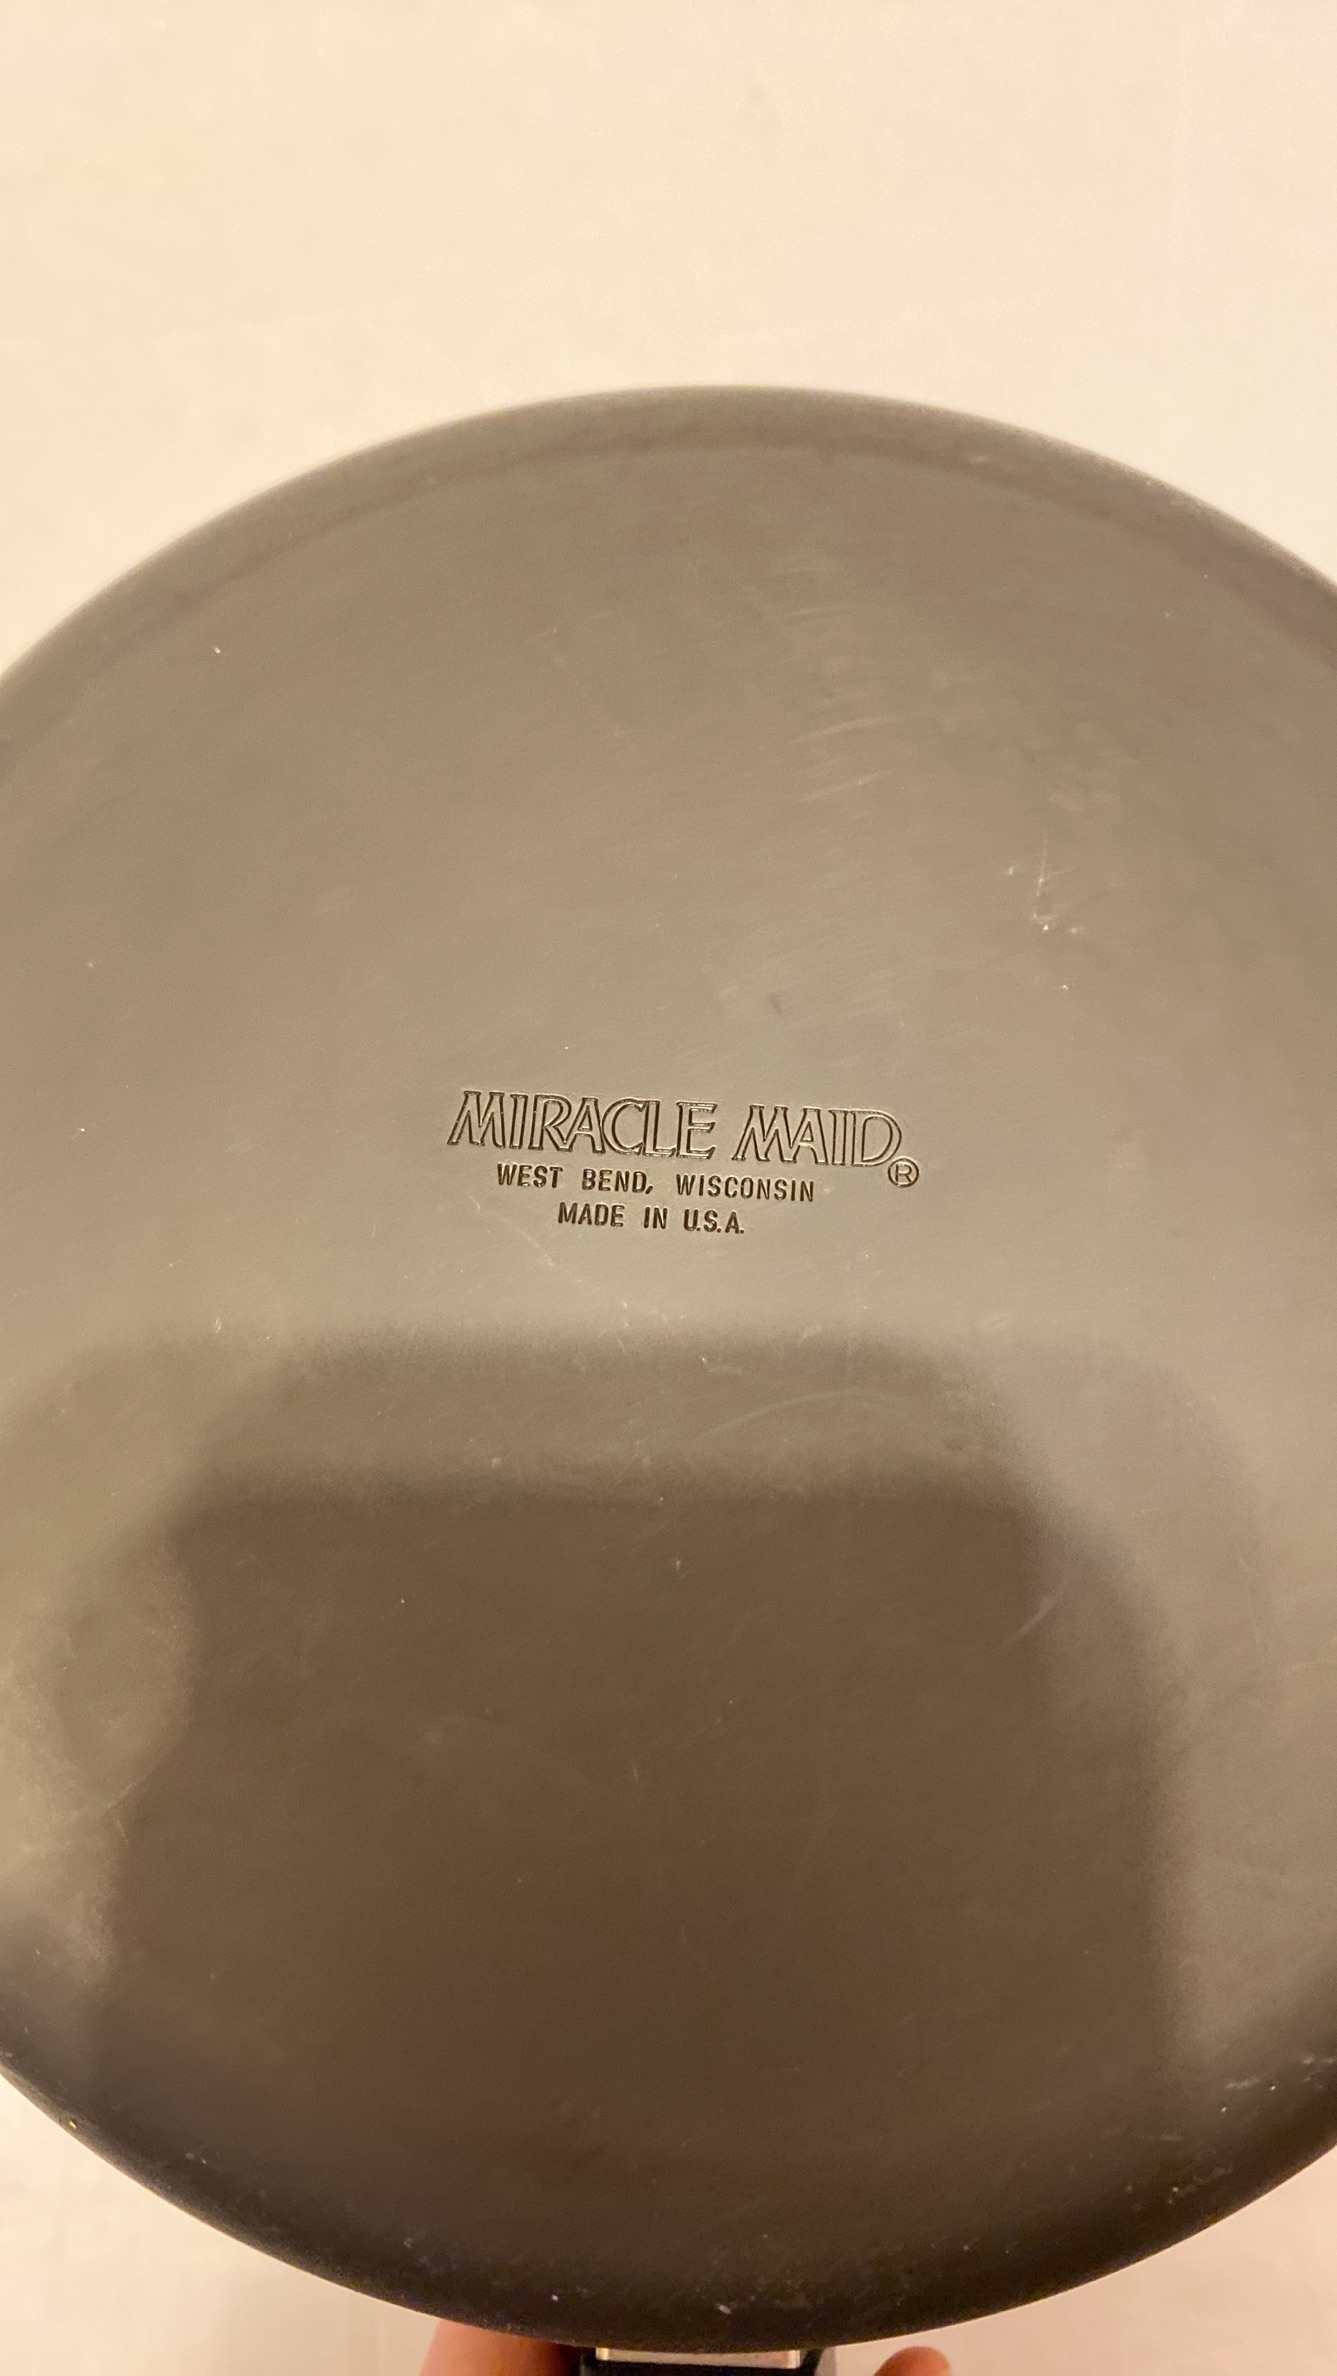 MIRACLE MAID®
WEST BEND, WISCONSIN
MADE IN U.S.A.